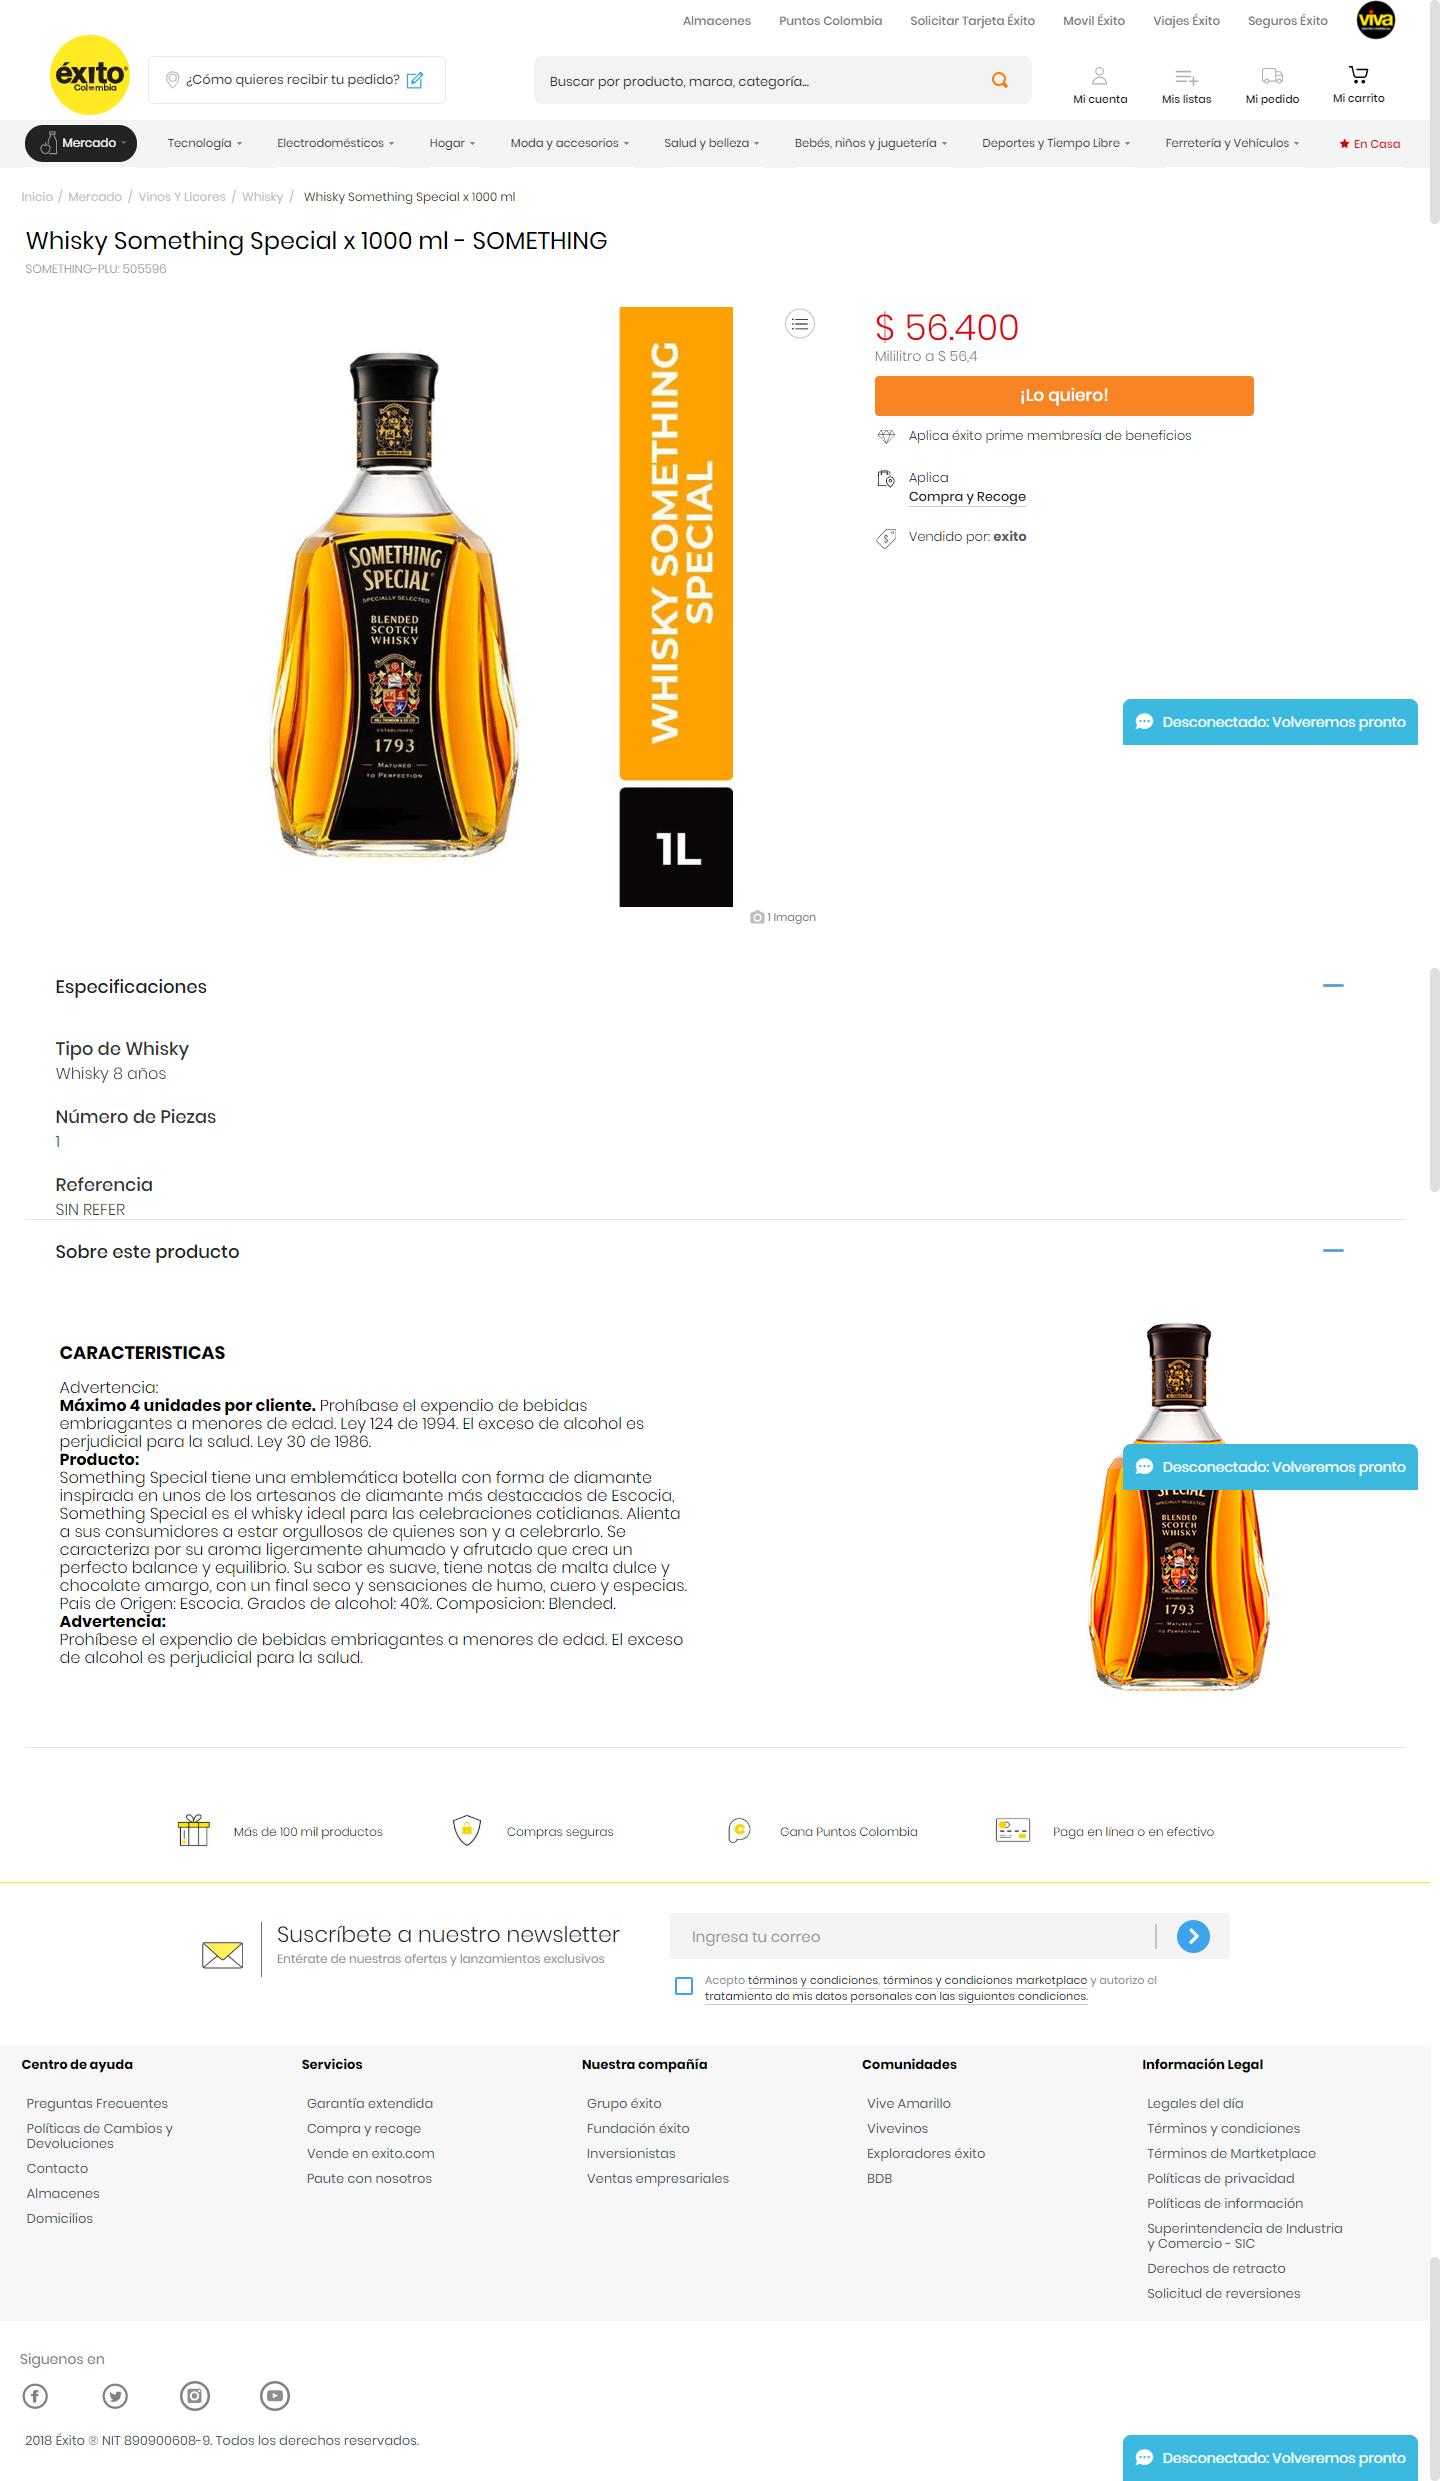 Almacenes Puntos Colombia Solicitar Tarjeta Éxito Movil Éxito Viajes Éxito Seguros Éxito viva
éxito
Colombia
¿Cómo quieres recibir tu pedido?
Buscar por producto, marca, categoría...
Mi cuenta Mis listas Mi pedido Mi carrito
Mercado Tecnología Electrodomésticos Hogar Moda y accesorios Salud y belleza Bebés, niños y juguetería Deportes y Tiempo Libre Ferretería y Vehículos En Casa
Inicio / Mercado / Vinos Y Licores / Whisky / Whisky Something Special x 1000 ml
Whisky Something Special x 1000 ml - SOMETHING
SOMETHING-PLU: 505596
SOMETHING
SPECIAL
SPECIALLY SELECTED
BLENDED
SCOTCH
WHISKY
HILL THOMSON & CO LTD
ESTABLISHED
1793
MATURED
TO PERFECTION
WHISKY SOMETHING
SPECIAL
1L
1 Imagen
$ 56.400
Mililitro a $ 56,4
¡Lo quiero!
Aplica éxito prime membresía de beneficios
Aplica
Compra y Recoge
Vendido por: exito
Desconectado: Volveremos pronto
Especificaciones
Tipo de Whisky
Whisky 8 años
Número de Piezas
1
Referencia
SIN REFER
Sobre este producto
CARACTERISTICAS
Advertencia:
Máximo 4 unidades por cliente. Prohíbase el expendio de bebidas
embriagantes a menores de edad. Ley 124 de 1994. El exceso de alcohol es
perjudicial para la salud. Ley 30 de 1986.
Producto:
Something Special tiene una emblemática botella con forma de diamante
inspirada en unos de los artesanos de diamante más destacados de Escocia,
Something Special es el whisky ideal para las celebraciones cotidianas. Alienta
a sus consumidores a estar orgullosos de quienes son y a celebrarlo. Se
caracteriza por su aroma ligeramente ahumado y afrutado que crea un
perfecto balance y equilibrio. Su sabor es suave, tiene notas de malta dulce y
chocolate amargo, con un final seco y sensaciones de humo, cuero y especias.
Pais de Origen: Escocia. Grados de alcohol: 40%. Composicion: Blended.
Advertencia:
Prohíbese el expendio de bebidas embriagantes a menores de edad. El exceso
de alcohol es perjudicial para la salud.
Desconectado: Volveremos pronto
SPECIAL
SPECIALLY SELECTED
BLENDED
SCOTCH
WHISKY
ESTABLISHED
1793
MATURED
TO PERFECTION
Más de 100 mil productos
Compras seguras
Gana Puntos Colombia
Paga en línea o en efectivo
Suscríbete a nuestro newsletter
Entérate de nuestras ofertas y lanzamientos exclusivos
Ingresa tu correo
Acepto términos y condiciones, términos y condiciones marketplace y autorizo el
tratamiento de mis datos personales con las siguientes condiciones.
Centro de ayuda
Preguntas Frecuentes
Políticas de Cambios y
Devoluciones
Contacto
Almacenes
Domicilios
Servicios
Garantía extendida
Compra y recoge
Vende en exito.com
Paute con nosotros
Nuestra compañía
Grupo éxito
Fundación éxito
Inversionistas
Ventas empresariales
Comunidades
Vive Amarillo
Vivevinos
Exploradores éxito
BDB
Información Legal
Legales del día
Términos y condiciones
Términos de Martketplace
Políticas de privacidad
Políticas de información
Superintendencia de Industria
y Comercio - SIC
Derechos de retracto
Solicitud de reversiones
Siguenos en
2018 Éxito ® NIT 890900608-9. Todos los derechos reservados.
Desconectado: Volveremos pronto